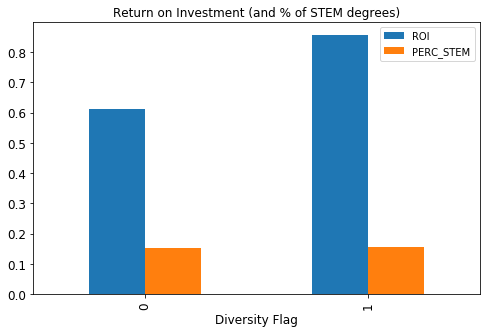 Return on Investment (and % of STEM degrees)
ROI
PERC_STEM
0.8
0.7
0.6
0.5
0.4
0.3
0.2
0.1
0.0
0
1
Diversity Flag